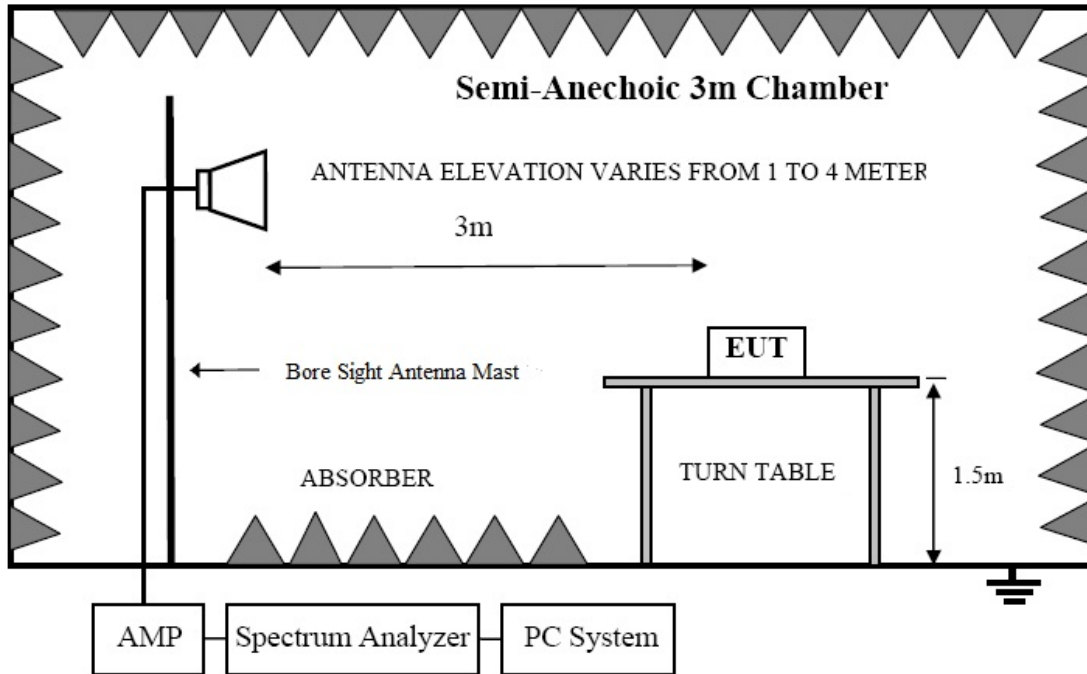 Semi-Anechoic 3m Chamber
ANTENNA ELEVATION VARIES FROM 1 TO 4 METER
3m
EUT
Bore Sight Antenna Mast
ABSORBER
TURN TABLE
1.5m
AMP
Spectrum Analyzer
PC System